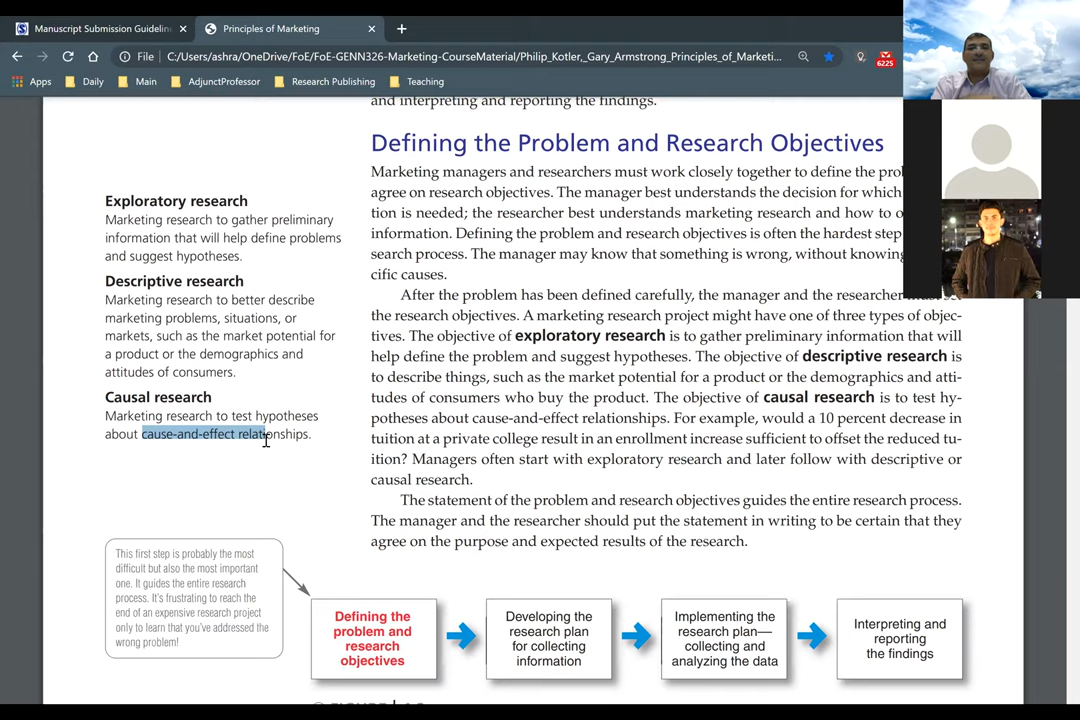 Manuscript Submission Guidelin
Principles of Marketing
File
C:/Users/ashra/OneDrive/FoE/FoE-GENN326-Marketing-CourseMaterial/Philip_Kotler,_Gary_Armstrong_Principles_of_Marketi...
6225
Apps
Daily
Main
AdjunctProfessor
Research Publishing
Teaching
and interpreting and reporting the findings.
Defining the Problem and Research Objectives
Marketing managers and researchers must work closely together to define the
agree on research objectives. The manager best understands the decision for which
tion is needed; the researcher best understands marketing research and how to
information. Defining the problem and research objectives is often the hardest step
search process. The manager may know that something is wrong, without knowing
cific causes.
After the problem has been defined carefully, the manager and the researcher must set
the research objectives. A marketing research project might have one of three types of objec-
tives. The objective of exploratory research is to gather preliminary information that will
help define the problem and suggest hypotheses. The objective of descriptive research is
to describe things, such as the market potential for a product or the demographics and atti-
tudes of consumers who buy the product. The objective of causal research is to test hy-
potheses about cause-and-effect relationships. For example, would a 10 percent decrease in
tuition at a private college result in an enrollment increase sufficient to offset the reduced tu-
ition? Managers often start with exploratory research and later follow with descriptive or
causal research.
The statement of the problem and research objectives guides the entire research process.
The manager and the researcher should put the statement in writing to be certain that they
agree on the purpose and expected results of the research.
Exploratory research
Marketing research to gather preliminary
information that will help define problems
and suggest hypotheses.
Descriptive research
Marketing research to better describe
marketing problems, situations, or
markets, such as the market potential for
a product or the demographics and
attitudes of consumers.
Causal research
Marketing research to test hypotheses
about cause-and-effect relationships.
This first step is probably the most
difficult but also the most important
one. It guides the entire research
process. It's frustrating to reach the
end of an expensive research project
only to learn that you've addressed the
wrong problem!
Defining the
problem and
research
objectives
Developing the
research plan
for collecting
information
Implementing the
research plan—
collecting and
analyzing the data
Interpreting and
reporting
the findings